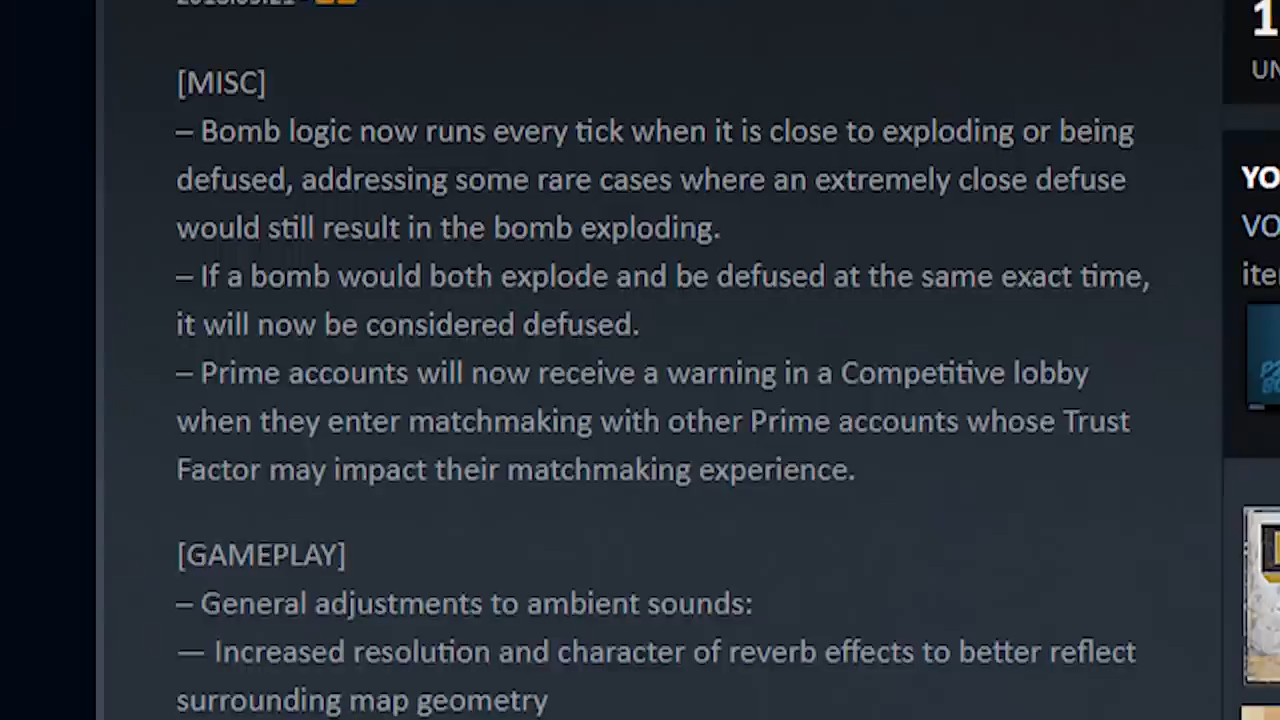 [MISC]
– Bomb logic now runs every tick when it is close to exploding or being
defused, addressing some rare cases where an extremely close defuse
would still result in the bomb exploding.
– If a bomb would both explode and be defused at the same exact time,
it will now be considered defused.
– Prime accounts will now receive a warning in a Competitive lobby
when they enter matchmaking with other Prime accounts whose Trust
Factor may impact their matchmaking experience.
[GAMEPLAY]
– General adjustments to ambient sounds:
— Increased resolution and character of reverb effects to better reflect
surrounding map geometry
1
UN
YO
VO
ite